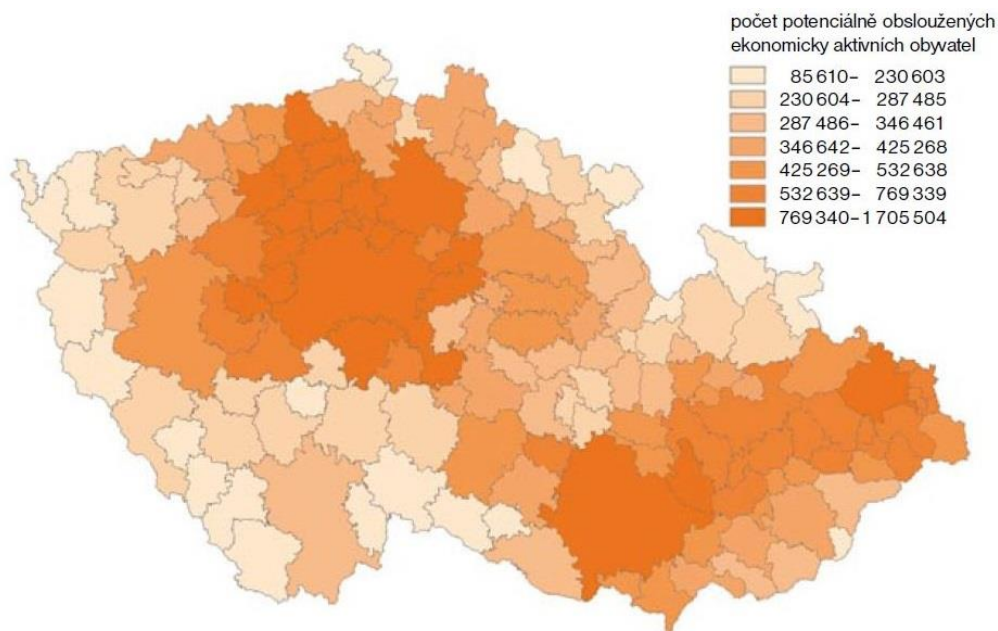 počet potenciálně obsloužených
ekonomicky aktivních obyvatel
85 610– 230 603
230 604– 287 485
287 486– 346 461
346 642– 425 268
425 269– 532 638
532 639– 769 339
769 340–1 705 504